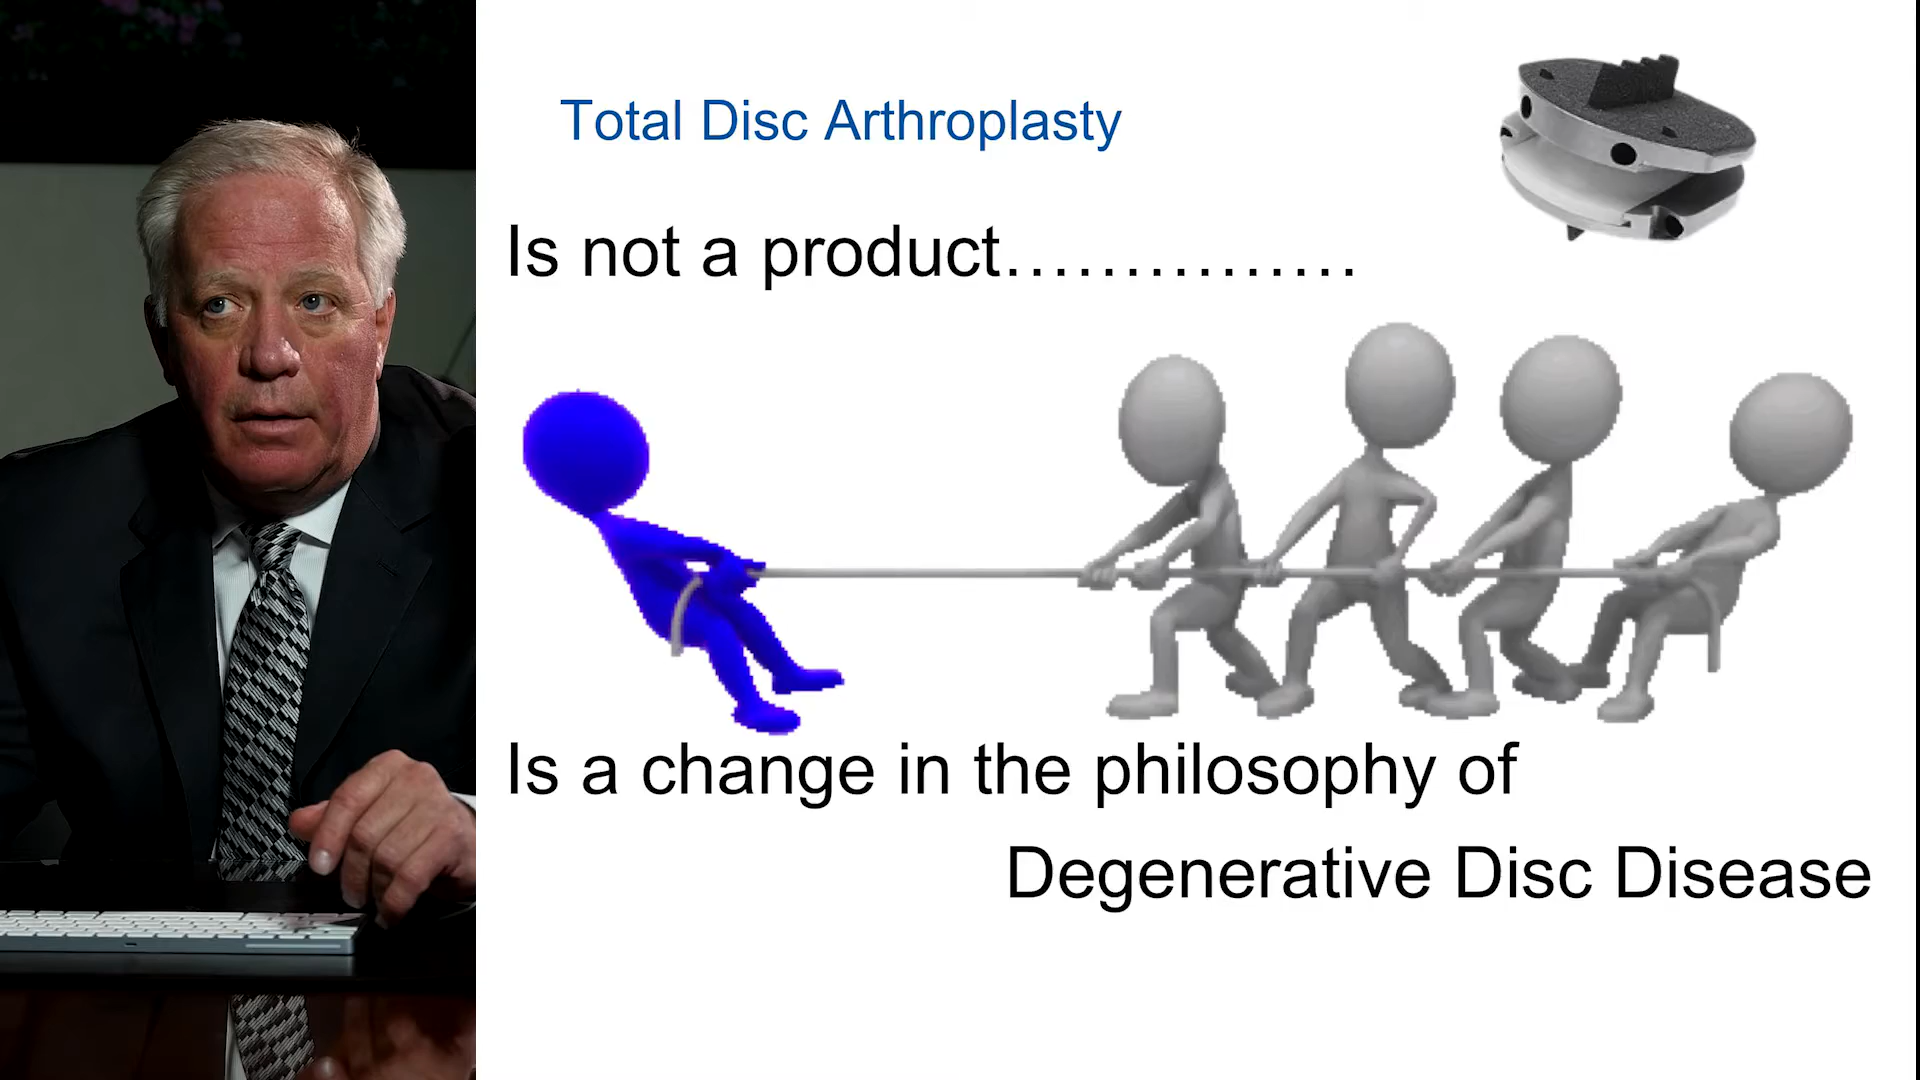 Total Disc Arthroplasty
Is not a product……………
Is a change in the philosophy of
Degenerative Disc Disease